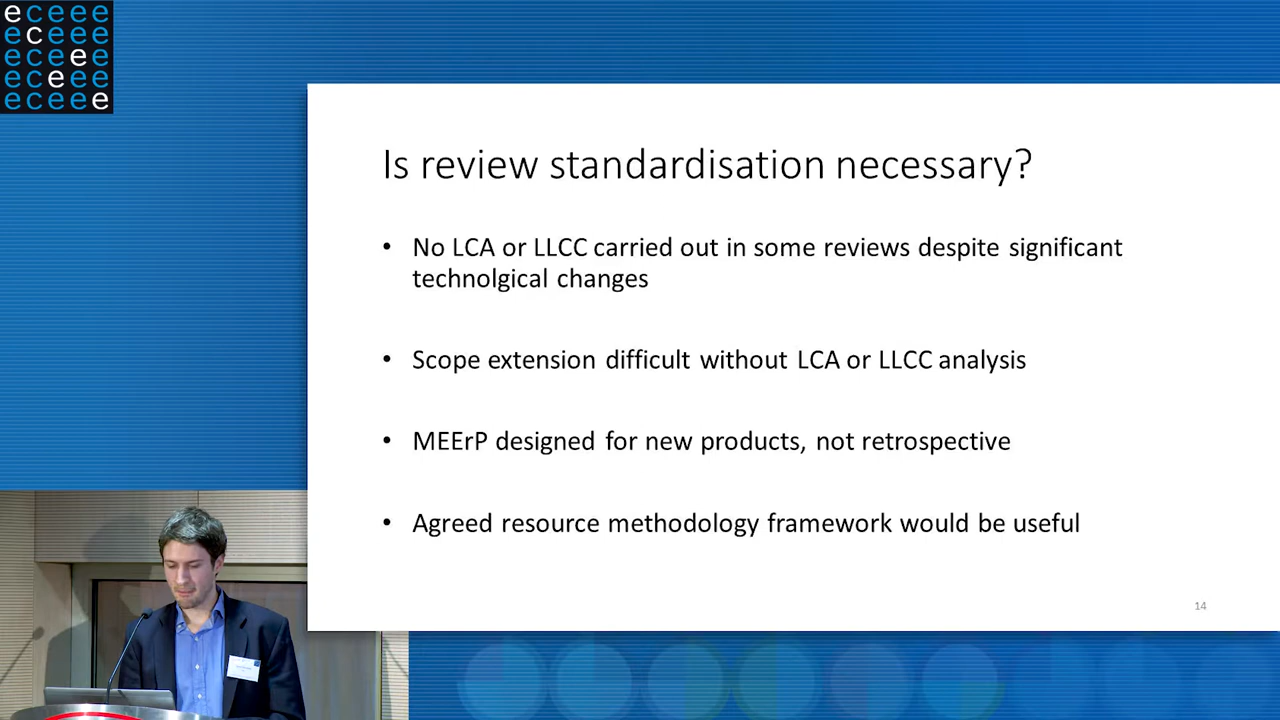 eceee
eceee
eceee
eceee
eceee
Is review standardisation necessary?
• No LCA or LLCC carried out in some reviews despite significant
technolgical changes
• Scope extension difficult without LCA or LLCC analysis
• MEErP designed for new products, not retrospective
• Agreed resource methodology framework would be useful
14